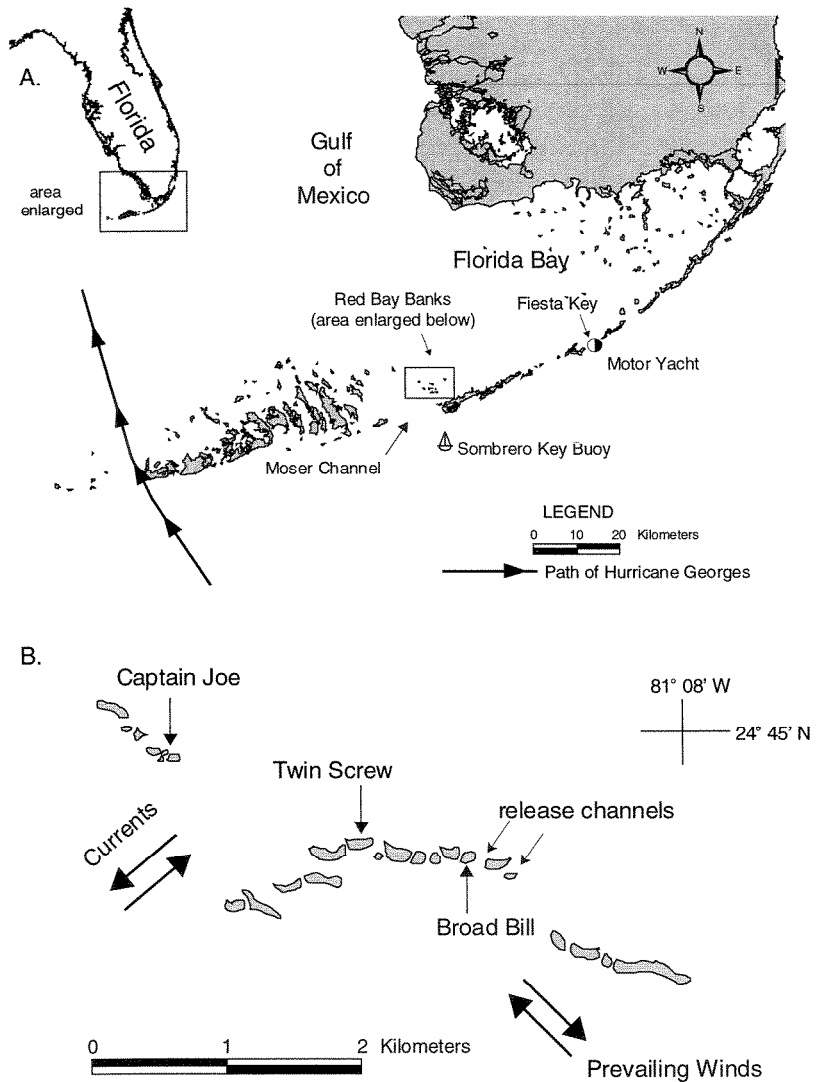 A.
Florida
area
enlarged
Gulf
of
Mexico
N
W E
S
Florida Bay
Red Bay Banks
(area enlarged below)
Fiesta Key
Motor Yacht
Moser Channel
Sombrero Key Buoy
LEGEND
0 10 20 Kilometers
Path of Hurricane Georges
B.
Captain Joe
81° 08' W
24° 45' N
Twin Screw
release channels
Currents
Broad Bill
0 1 2 Kilometers
Prevailing Winds